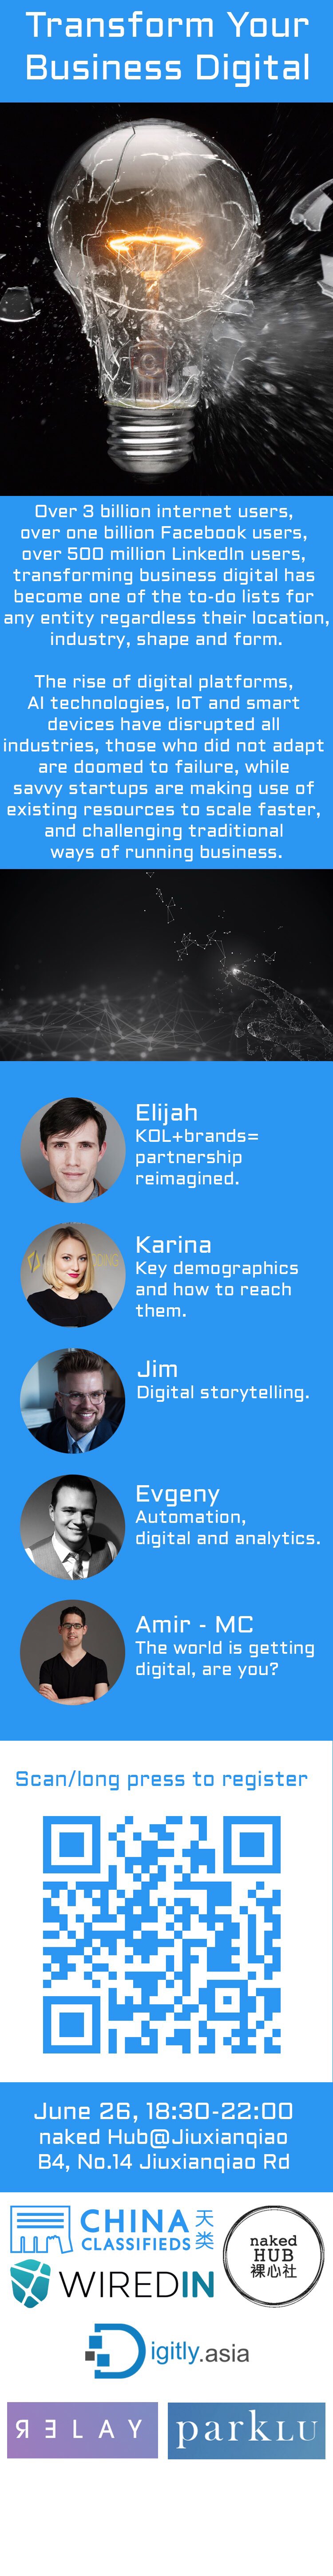 Transform Your
Business Digital
Over 3 billion internet users,
over one billion Facebook users,
over 500 million LinkedIn users,
transforming business digital has
become one of the to-do lists for
any entity regardless their location,
industry, shape and form.
The rise of digital platforms,
AI technologies, IoT and smart
devices have disrupted all
industries, those who did not adapt
are doomed to failure, while
savvy startups are making use of
existing resources to scale faster,
and challenging traditional
ways of running business.
Elijah
KOL+brands=
partnership
reimagined.
Karina
Key demographics
and how to reach
them.
Jim
Digital storytelling.
Evgeny
Automation,
digital and analytics.
Amir - MC
The world is getting
digital, are you?
Scan/long press to register
June 26, 18:30-22:00
naked Hub@Jiuxianqiao
B4, No.14 Jiuxianqiao Rd
CHINA 天
CLASSIFIEDS 类
naked
HUB
裸心社
WIREDIN
Digitly.asia
RELAY
parkLU